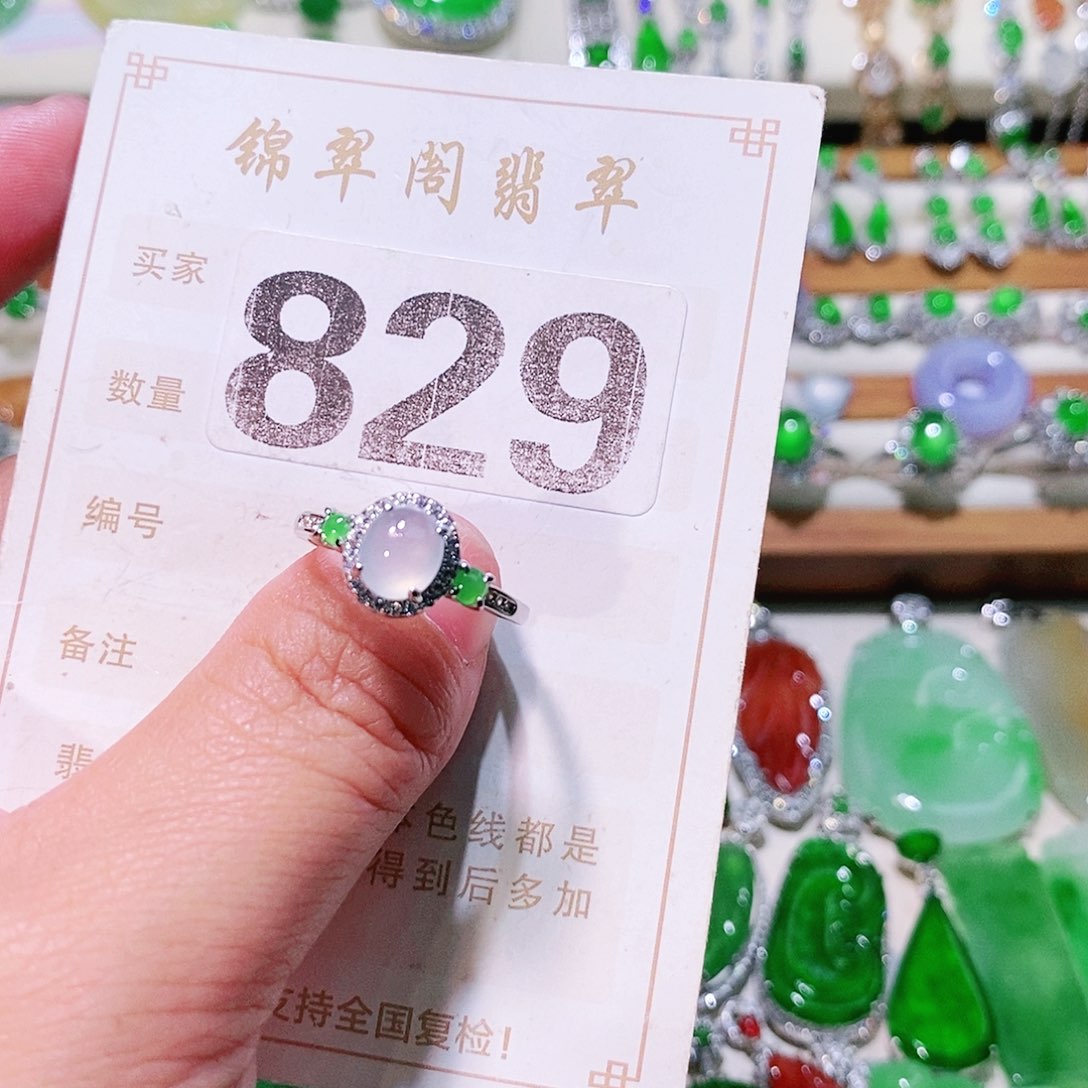 锦翠阁翡翠
买家
829
数量
编号
备注
翡
色线都是
得到后多加
支持全国复检！